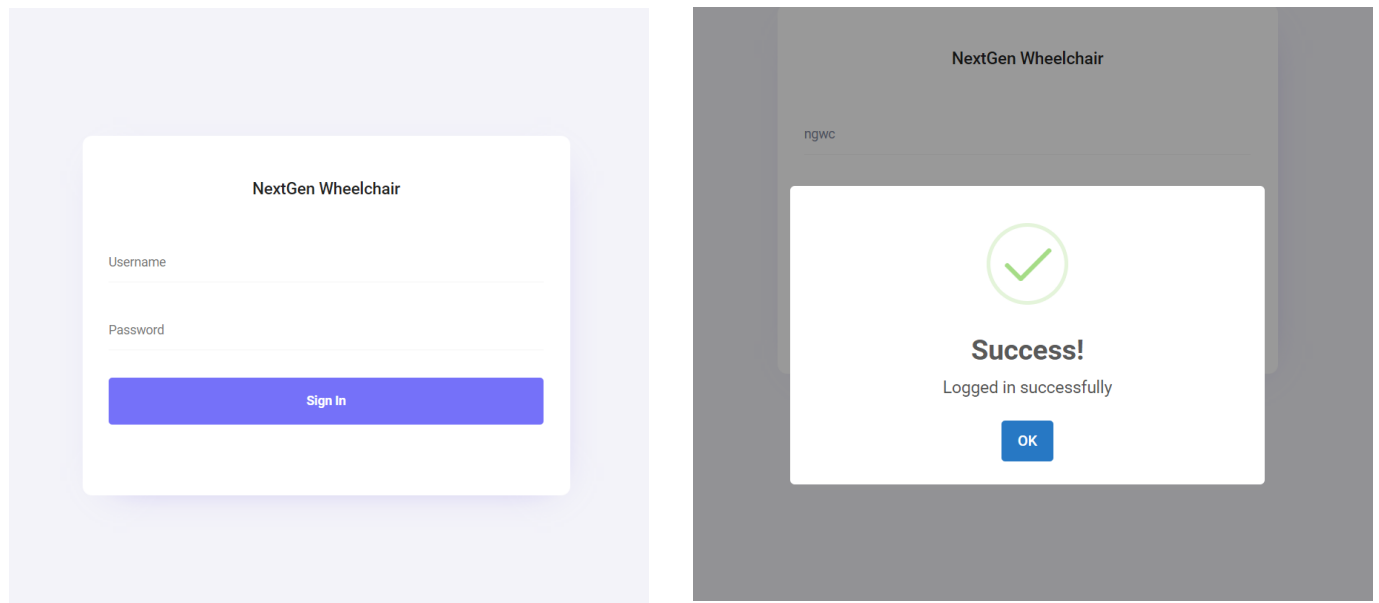 NextGen Wheelchair
Username
Password
Sign In
NextGen Wheelchair
ngwc
Success!
Logged in successfully
OK